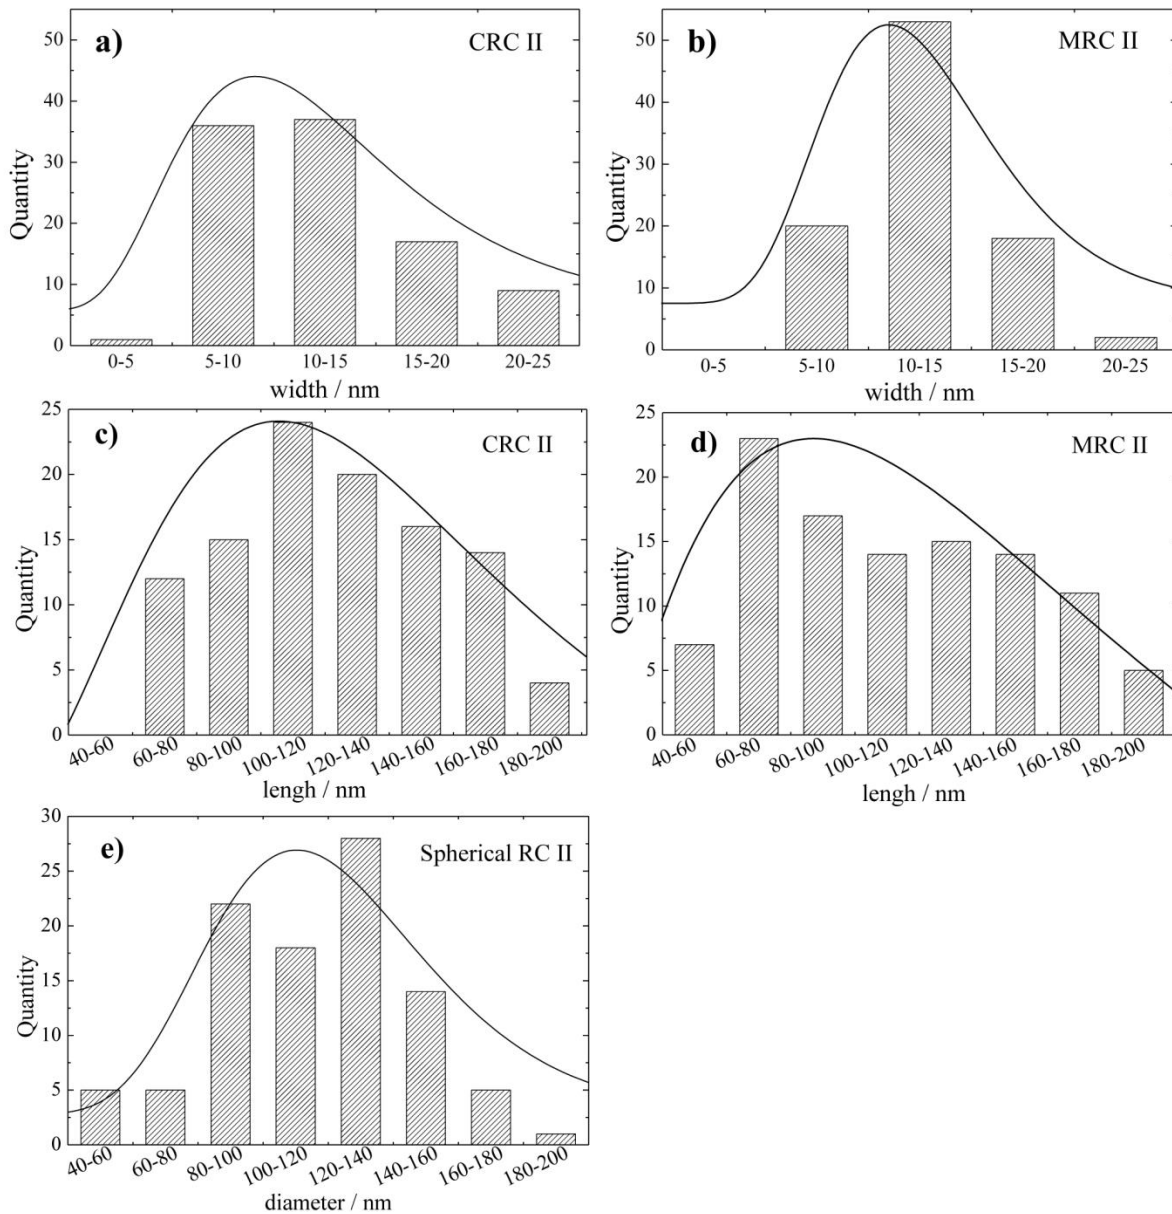 a)
CRC II
Quantity
50
40
30
20
10
0
0-5 5-10 10-15 15-20 20-25
width / nm
b)
MRC II
Quantity
50
40
30
20
10
0
0-5 5-10 10-15 15-20 20-25
width / nm
c)
CRC II
Quantity
25
20
15
10
5
0
40-60 60-80 80-100 100-120 120-140 140-160 160-180 180-200
lengh / nm
d)
MRC II
Quantity
25
20
15
10
5
0
40-60 60-80 80-100 100-120 120-140 140-160 160-180 180-200
lengh / nm
e)
Spherical RC II
Quantity
30
25
20
15
10
5
0
40-60 60-80 80-100 100-120 120-140 140-160 160-180 180-200
diameter / nm